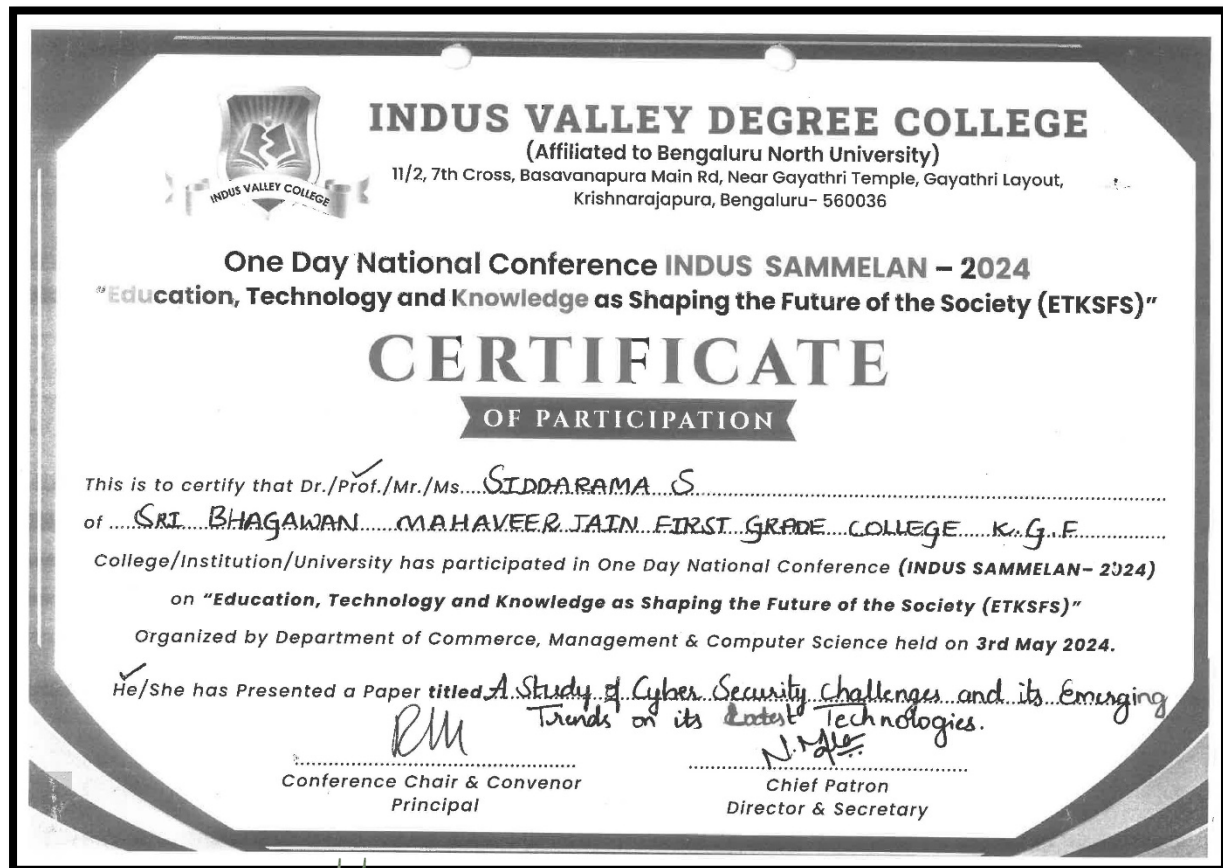 INDUS VALLEY COLLEGE
INDUS VALLEY DEGREE COLLEGE
(Affiliated to Bengaluru North University)
11/2, 7th Cross, Basavanapura Main Rd, Near Gayathri Temple, Gayathri Layout,
Krishnarajapura, Bengaluru- 560036
One Day National Conference INDUS SAMMELAN – 2024
"Education, Technology and Knowledge as Shaping the Future of the Society (ETKSFS)"
CERTIFICATE
OF PARTICIPATION
This is to certify that Dr./Prof./Mr./Ms. SIDDARAMA S
of SRI BHAGAWAN MAHAVEER JAIN FIRST GRADE COLLEGE K.G.F
College/Institution/University has participated in One Day National Conference (INDUS SAMMELAN- 2024)
on "Education, Technology and Knowledge as Shaping the Future of the Society (ETKSFS)"
Organized by Department of Commerce, Management & Computer Science held on 3rd May 2024.
He/She has Presented a Paper titled A Study of Cyber Security Challenges and its Emerging
Trends on its Latest Technologies.
Conference Chair & Convenor
Principal
Chief Patron
Director & Secretary